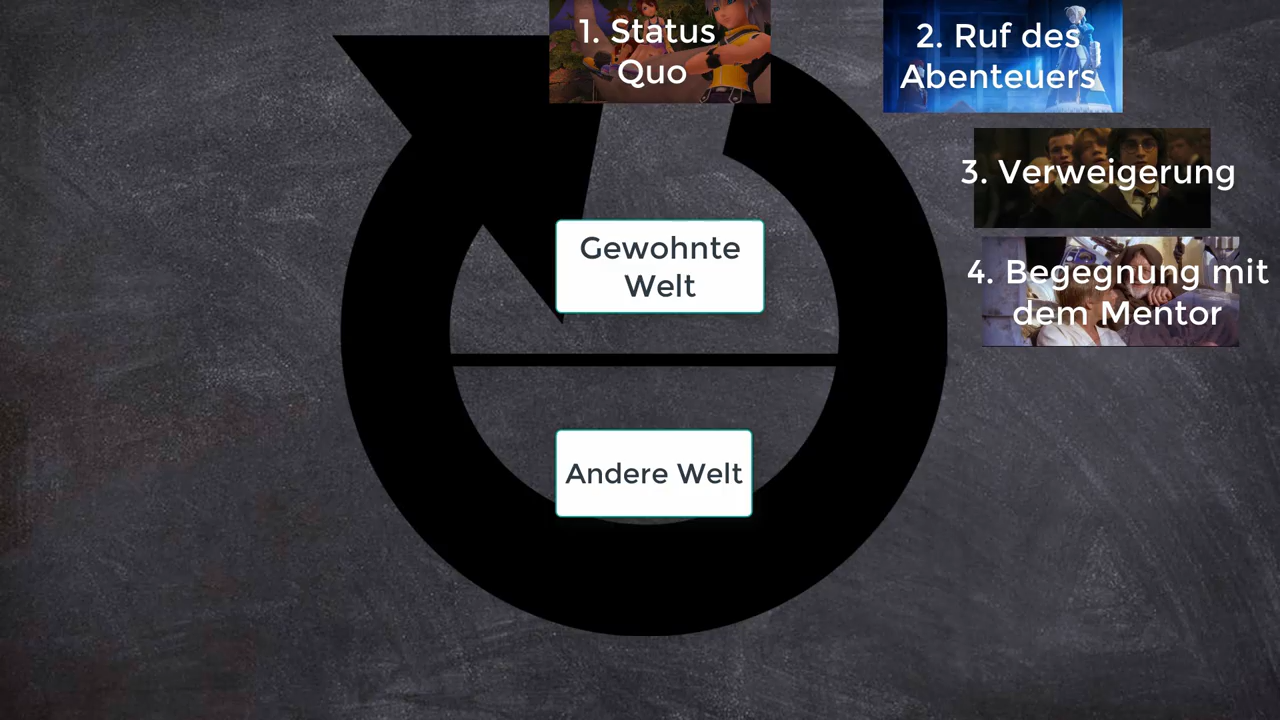 1. Status
Quo
2. Ruf des
Abenteuers
3. Verweigerung
4. Begegnung mit
dem Mentor
Gewohnte
Welt
Andere Welt